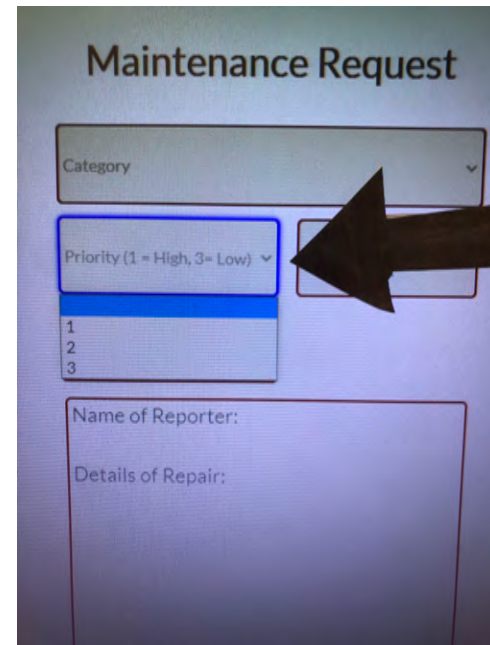 Maintenance Request
Category
Priority (1 = High, 3= Low)
1
2
3
Name of Reporter:
Details of Repair: